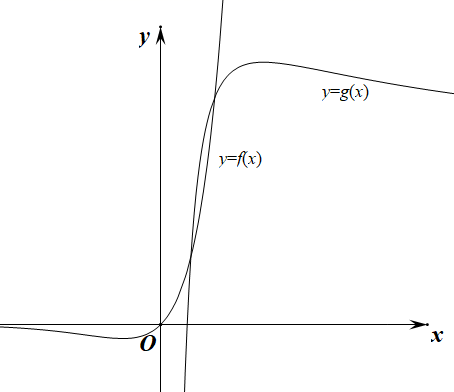 y
y=g(x)
y=f(x)
O
x